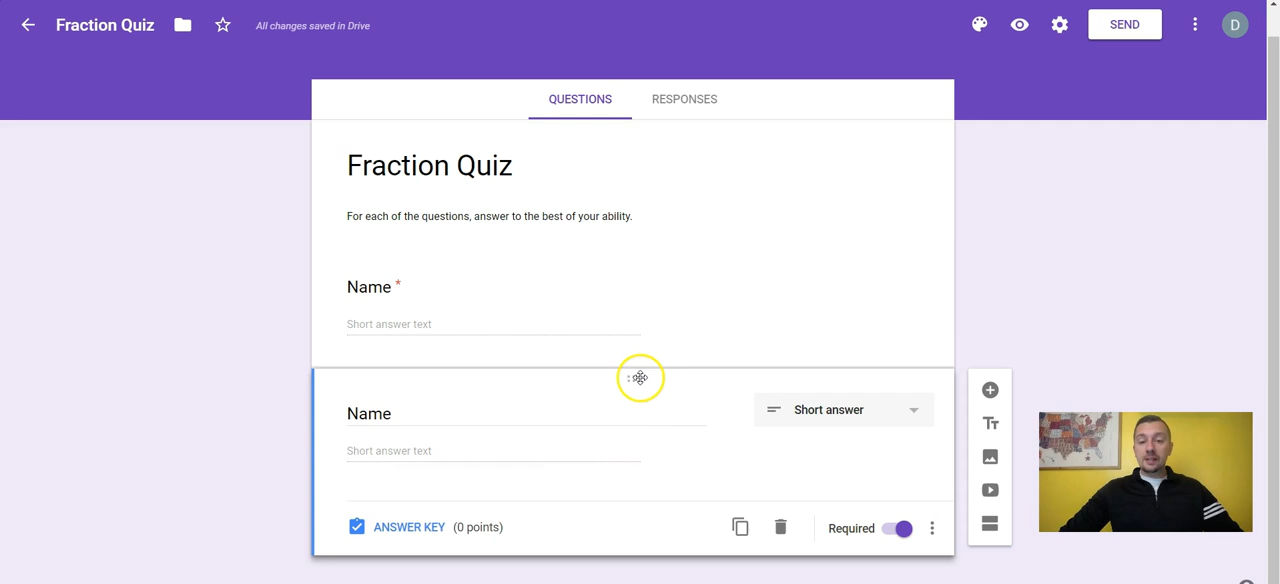 Fraction Quiz
All changes saved in Drive
SEND
D
QUESTIONS
RESPONSES
Fraction Quiz
For each of the questions, answer to the best of your ability.
Name *
Short answer text
Name
Short answer
Short answer text
Tт
ANSWER KEY (0 points)
Required